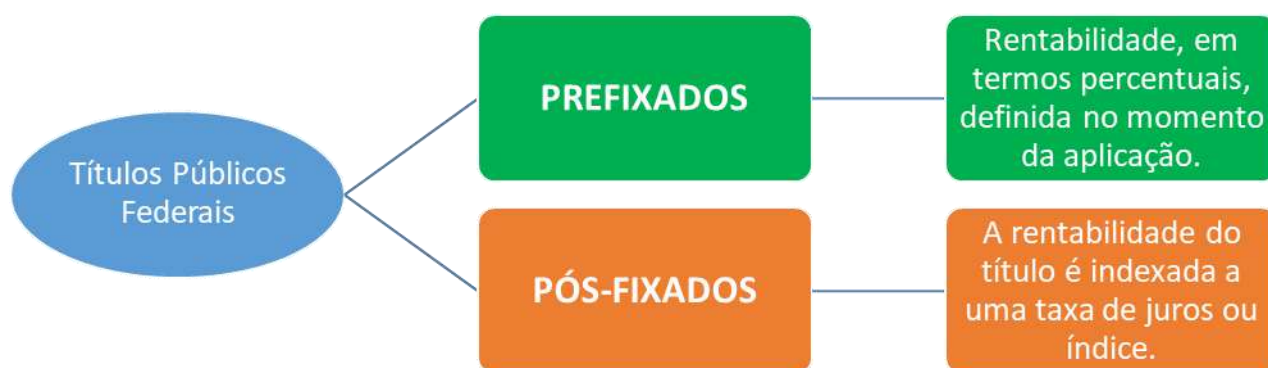 Títulos Públicos
Federais
PREFIXADOS
Rentabilidade, em
termos percentuais,
definida no momento
da aplicação.
PÓS-FIXADOS
A rentabilidade do
título é indexada a
uma taxa de juros ou
índice.